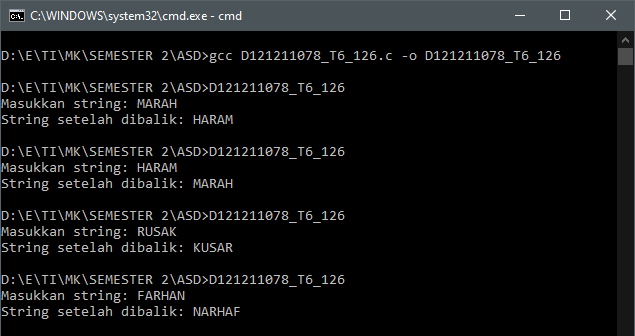 C:\WINDOWS\system32\cmd.exe - cmd
D:\E\TI\MK\SEMESTER 2\ASD>gcc D121211078_T6_126.c -o D121211078_T6_126
D:\E\TI\MK\SEMESTER 2\ASD>D121211078_T6_126
Masukkan string: MARAH
String setelah dibalik: HARAM
D:\E\TI\MK\SEMESTER 2\ASD>D121211078_T6_126
Masukkan string: HARAM
String setelah dibalik: MARAH
D:\E\TI\MK\SEMESTER 2\ASD>D121211078_T6_126
Masukkan string: RUSAK
String setelah dibalik: KUSAR
D:\E\TI\MK\SEMESTER 2\ASD>D121211078_T6_126
Masukkan string: FARHAN
String setelah dibalik: NARHAF